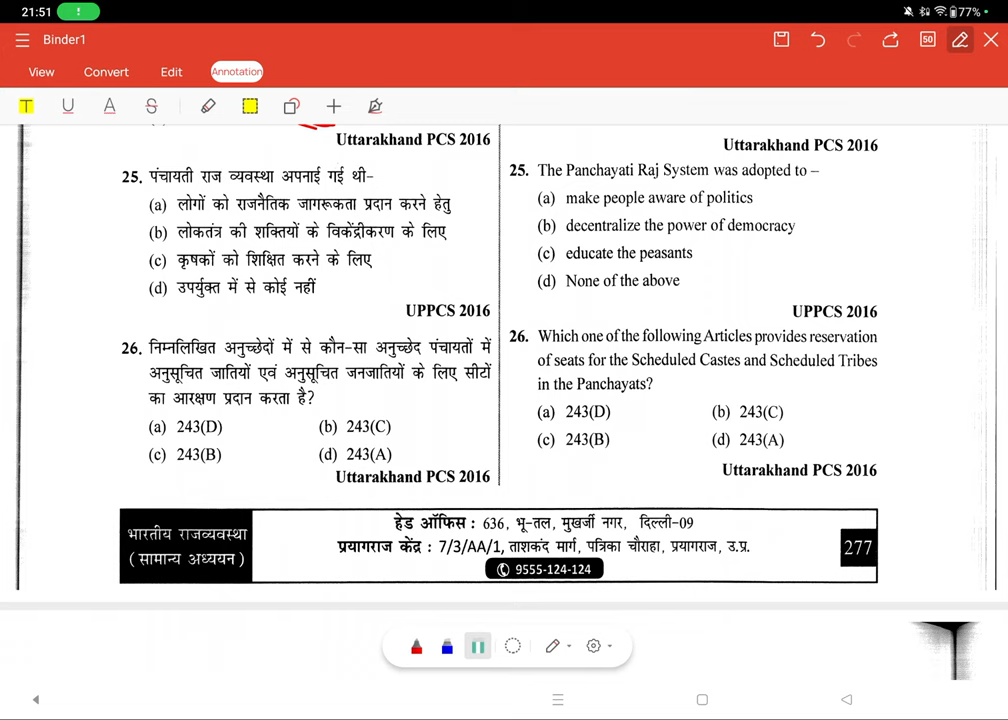 21:51
77%
Binder1
50
View Convert Edit Annotation
T U A S
Uttarakhand PCS 2016
25. पंचायती राज व्यवस्था अपनाई गई थी–
(a) लोगों को राजनैतिक जागरूकता प्रदान करने हेतु
(b) लोकतंत्र की शक्तियों के विकेंद्रीकरण के लिए
(c) कृषकों को शिक्षित करने के लिए
(d) उपर्युक्त में से कोई नहीं
UPPCS 2016
26. निम्नलिखित अनुच्छेदों में से कौन-सा अनुच्छेद पंचायतों में
अनुसूचित जातियों एवं अनुसूचित जनजातियों के लिए सीटों
का आरक्षण प्रदान करता है?
(a) 243(D) (b) 243(C)
(c) 243(B) (d) 243(A)
Uttarakhand PCS 2016
Uttarakhand PCS 2016
25. The Panchayati Raj System was adopted to –
(a) make people aware of politics
(b) decentralize the power of democracy
(c) educate the peasants
(d) None of the above
UPPCS 2016
26. Which one of the following Articles provides reservation
of seats for the Scheduled Castes and Scheduled Tribes
in the Panchayats?
(a) 243(D) (b) 243(C)
(c) 243(B) (d) 243(A)
Uttarakhand PCS 2016
भारतीय राजव्यवस्था
( सामान्य अध्ययन )
हेड ऑफिस : 636, भू-तल, मुखर्जी नगर, दिल्ली-09
प्रयागराज केंद्र : 7/3/AA/1, ताशकंद मार्ग, पत्रिका चौराहा, प्रयागराज, उ.प्र.
9555-124-124
277